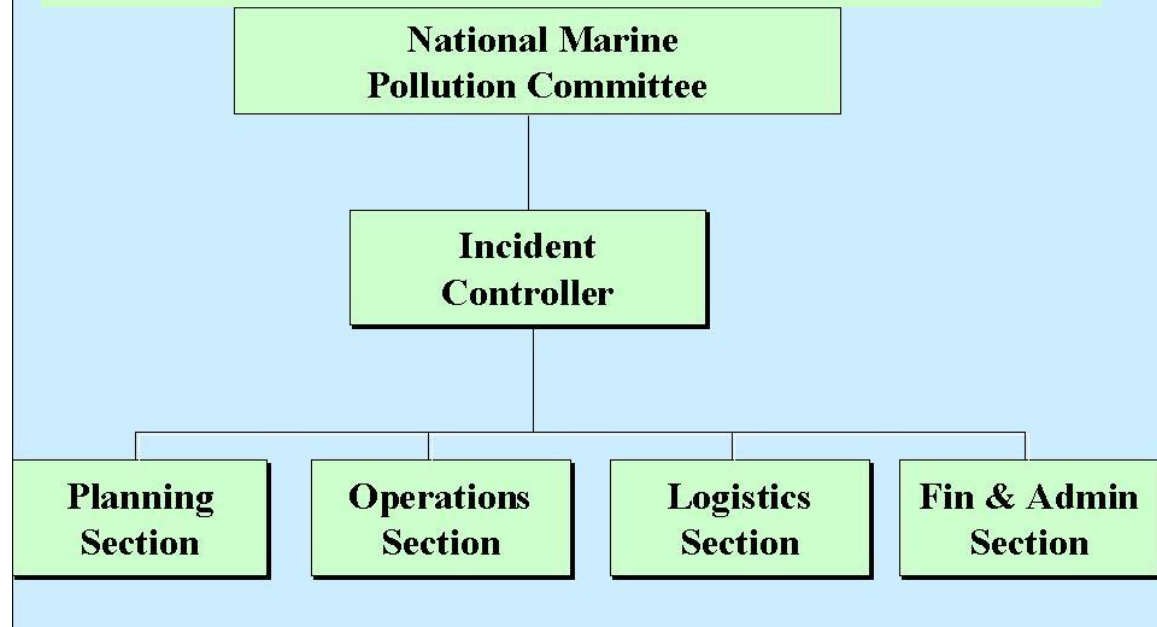 National Marine
Pollution Committee
Incident
Controller
Planning
Section
Operations
Section
Logistics
Section
Fin & Admin
Section